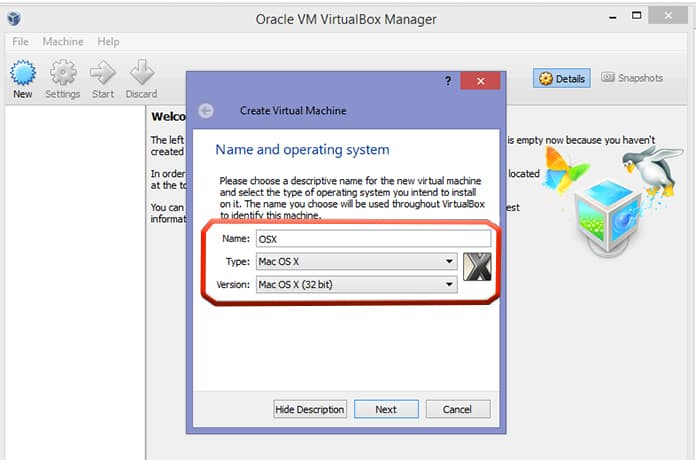 Oracle VM VirtualBox Manager
File Machine Help
New Settings Start Discard
Details Snapshots
Welco
The left
is empty now because you haven't
created
In order
located
at the to
You can
est
informat
?
Create Virtual Machine
Name and operating system
Please choose a descriptive name for the new virtual machine
and select the type of operating system you intend to install
on it. The name you choose will be used throughout VirtualBox
to identify this machine.
Name: OSX
Type: Mac OS X
Version: Mac OS X (32 bit)
Hide Description Next Cancel